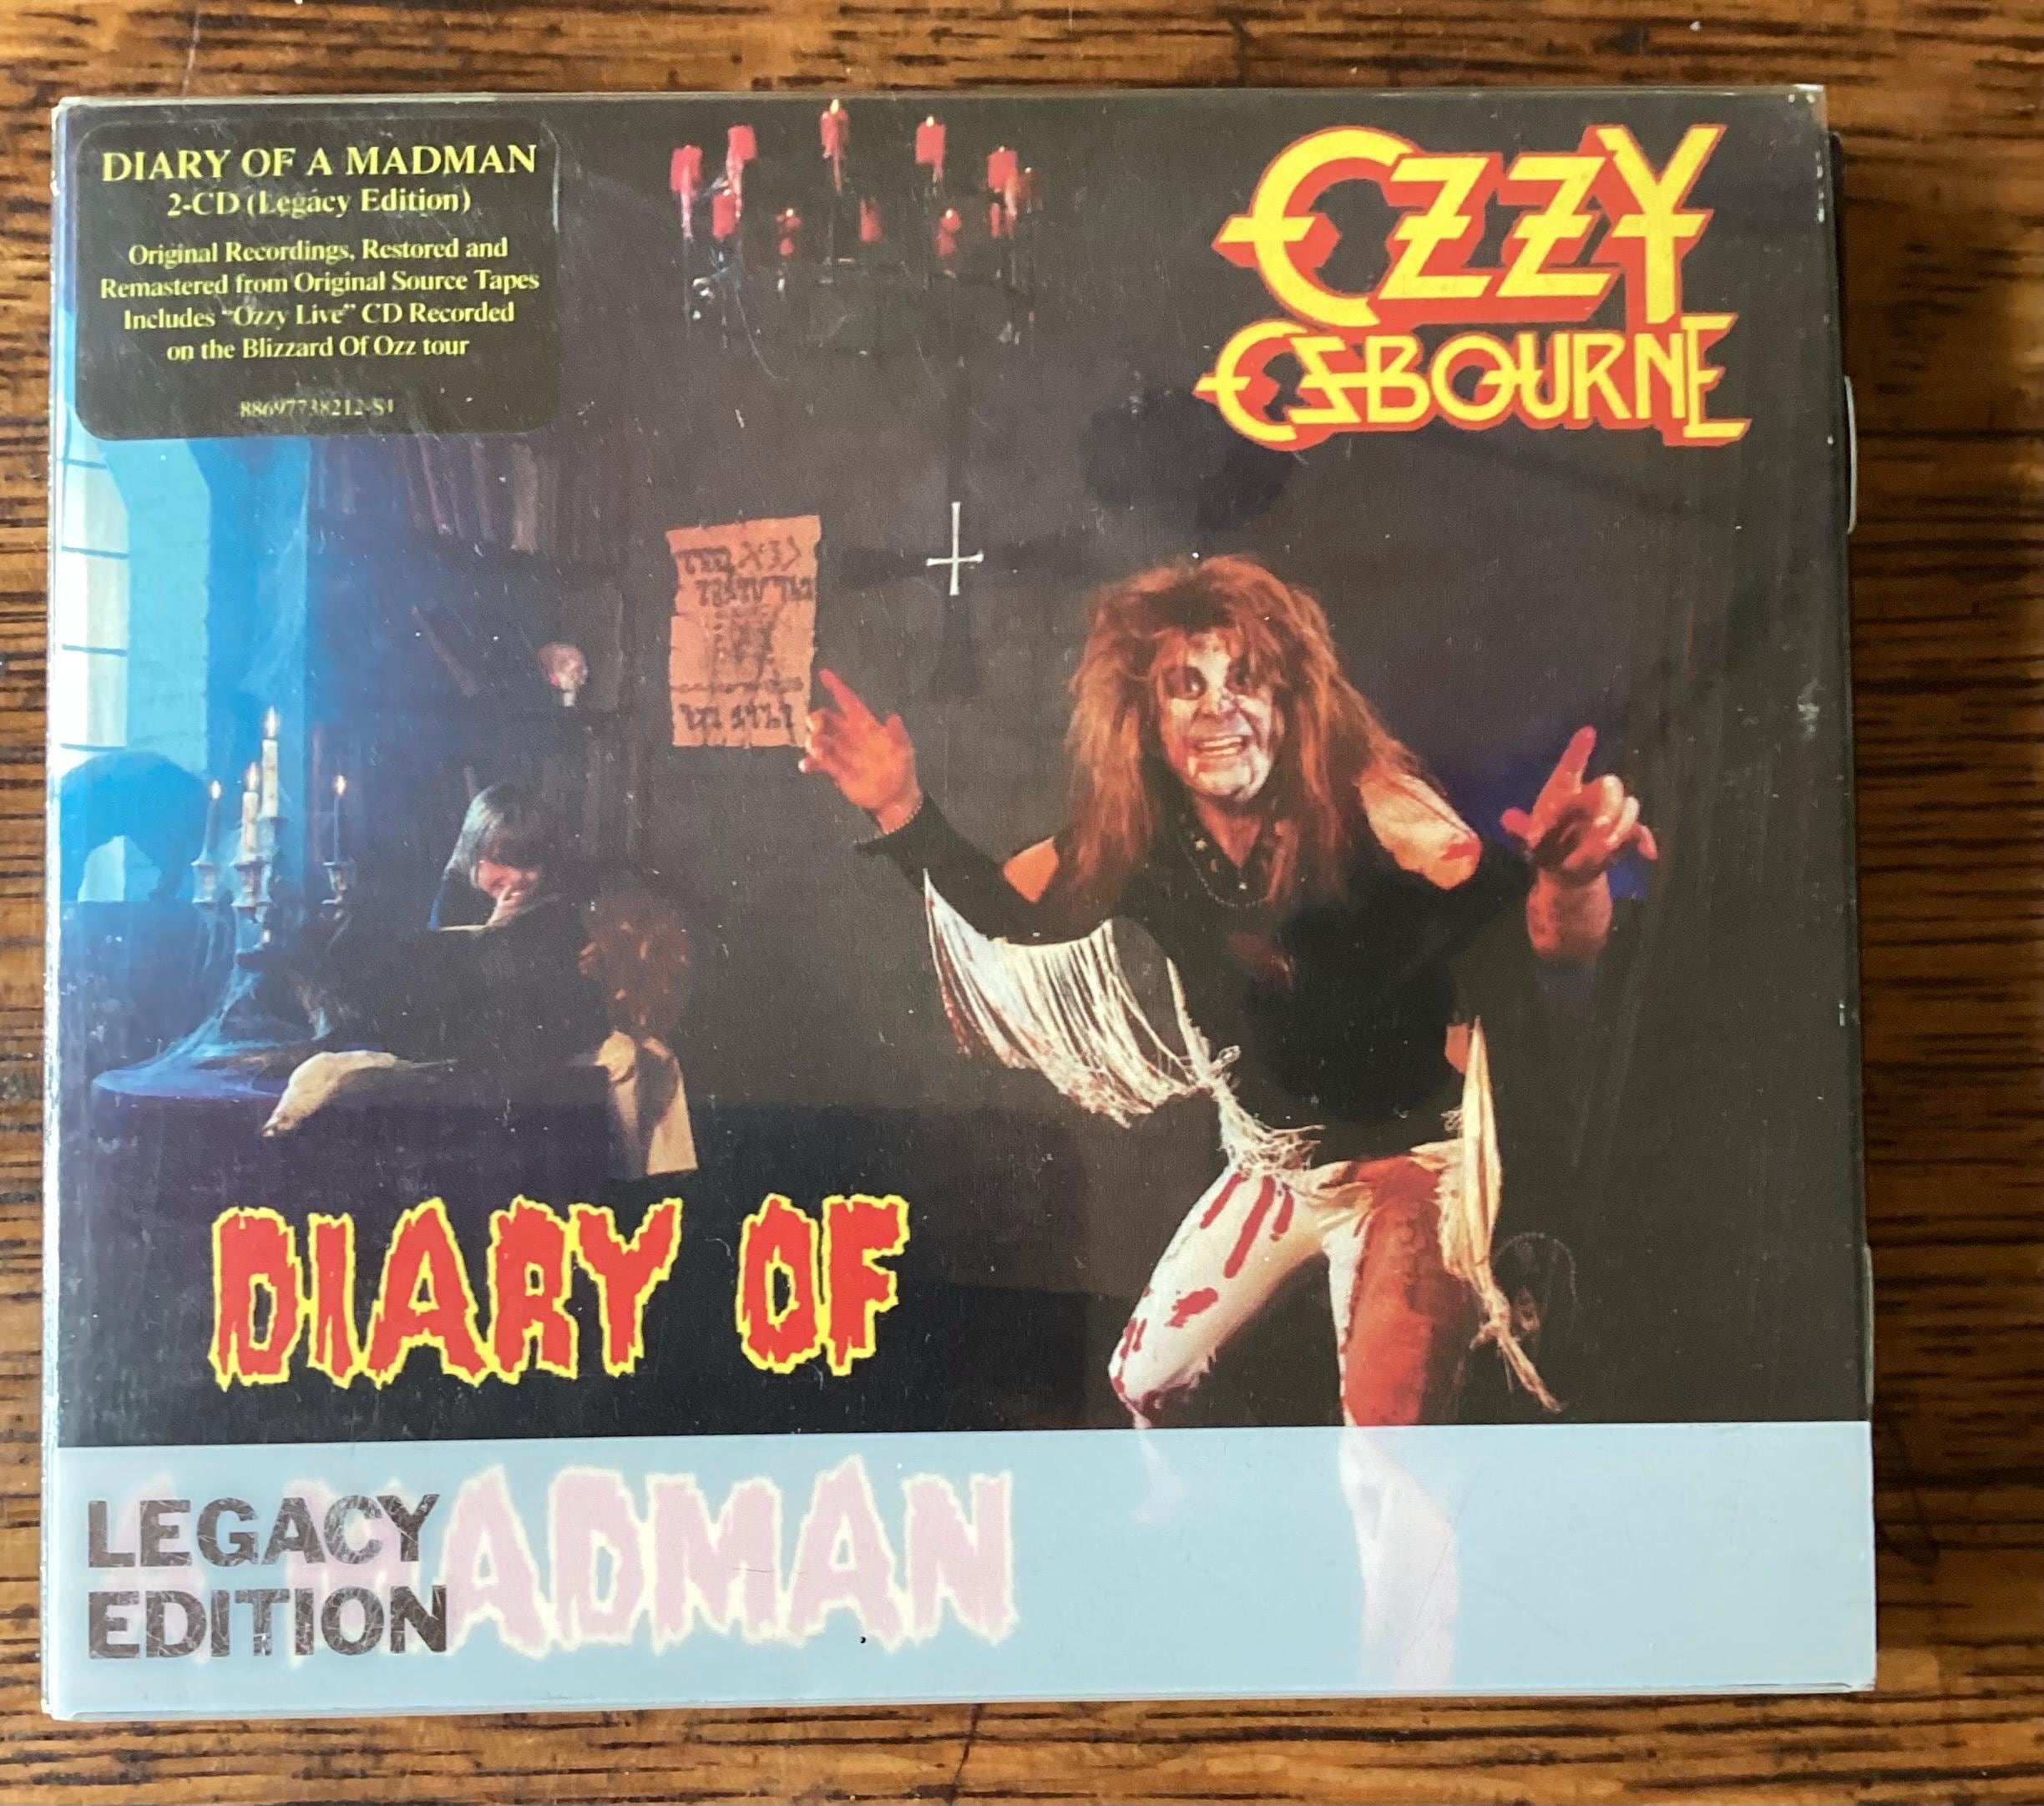 DIARY OF A MADMAN
2-CD (Legacy Edition)
Original Recordings, Restored and
Remastered from Original Source Tapes
Includes "Ozzy Live" CD Recorded
on the Blizzard Of Ozz tour
88697738212-S1
OZZY
OSBOURNE
DIARY OF
A MADMAN
LEGACY
EDITION